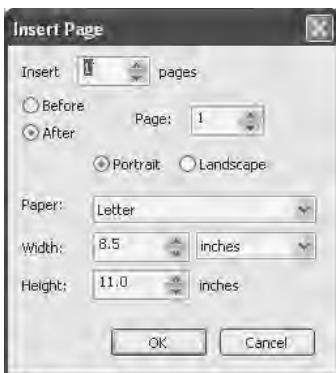 Insert Page
Insert 1 pages
Before
After
Page: 1
Portrait Landscape
Paper: Letter
Width: 8.5 inches
Height: 11.0 inches
OK Cancel